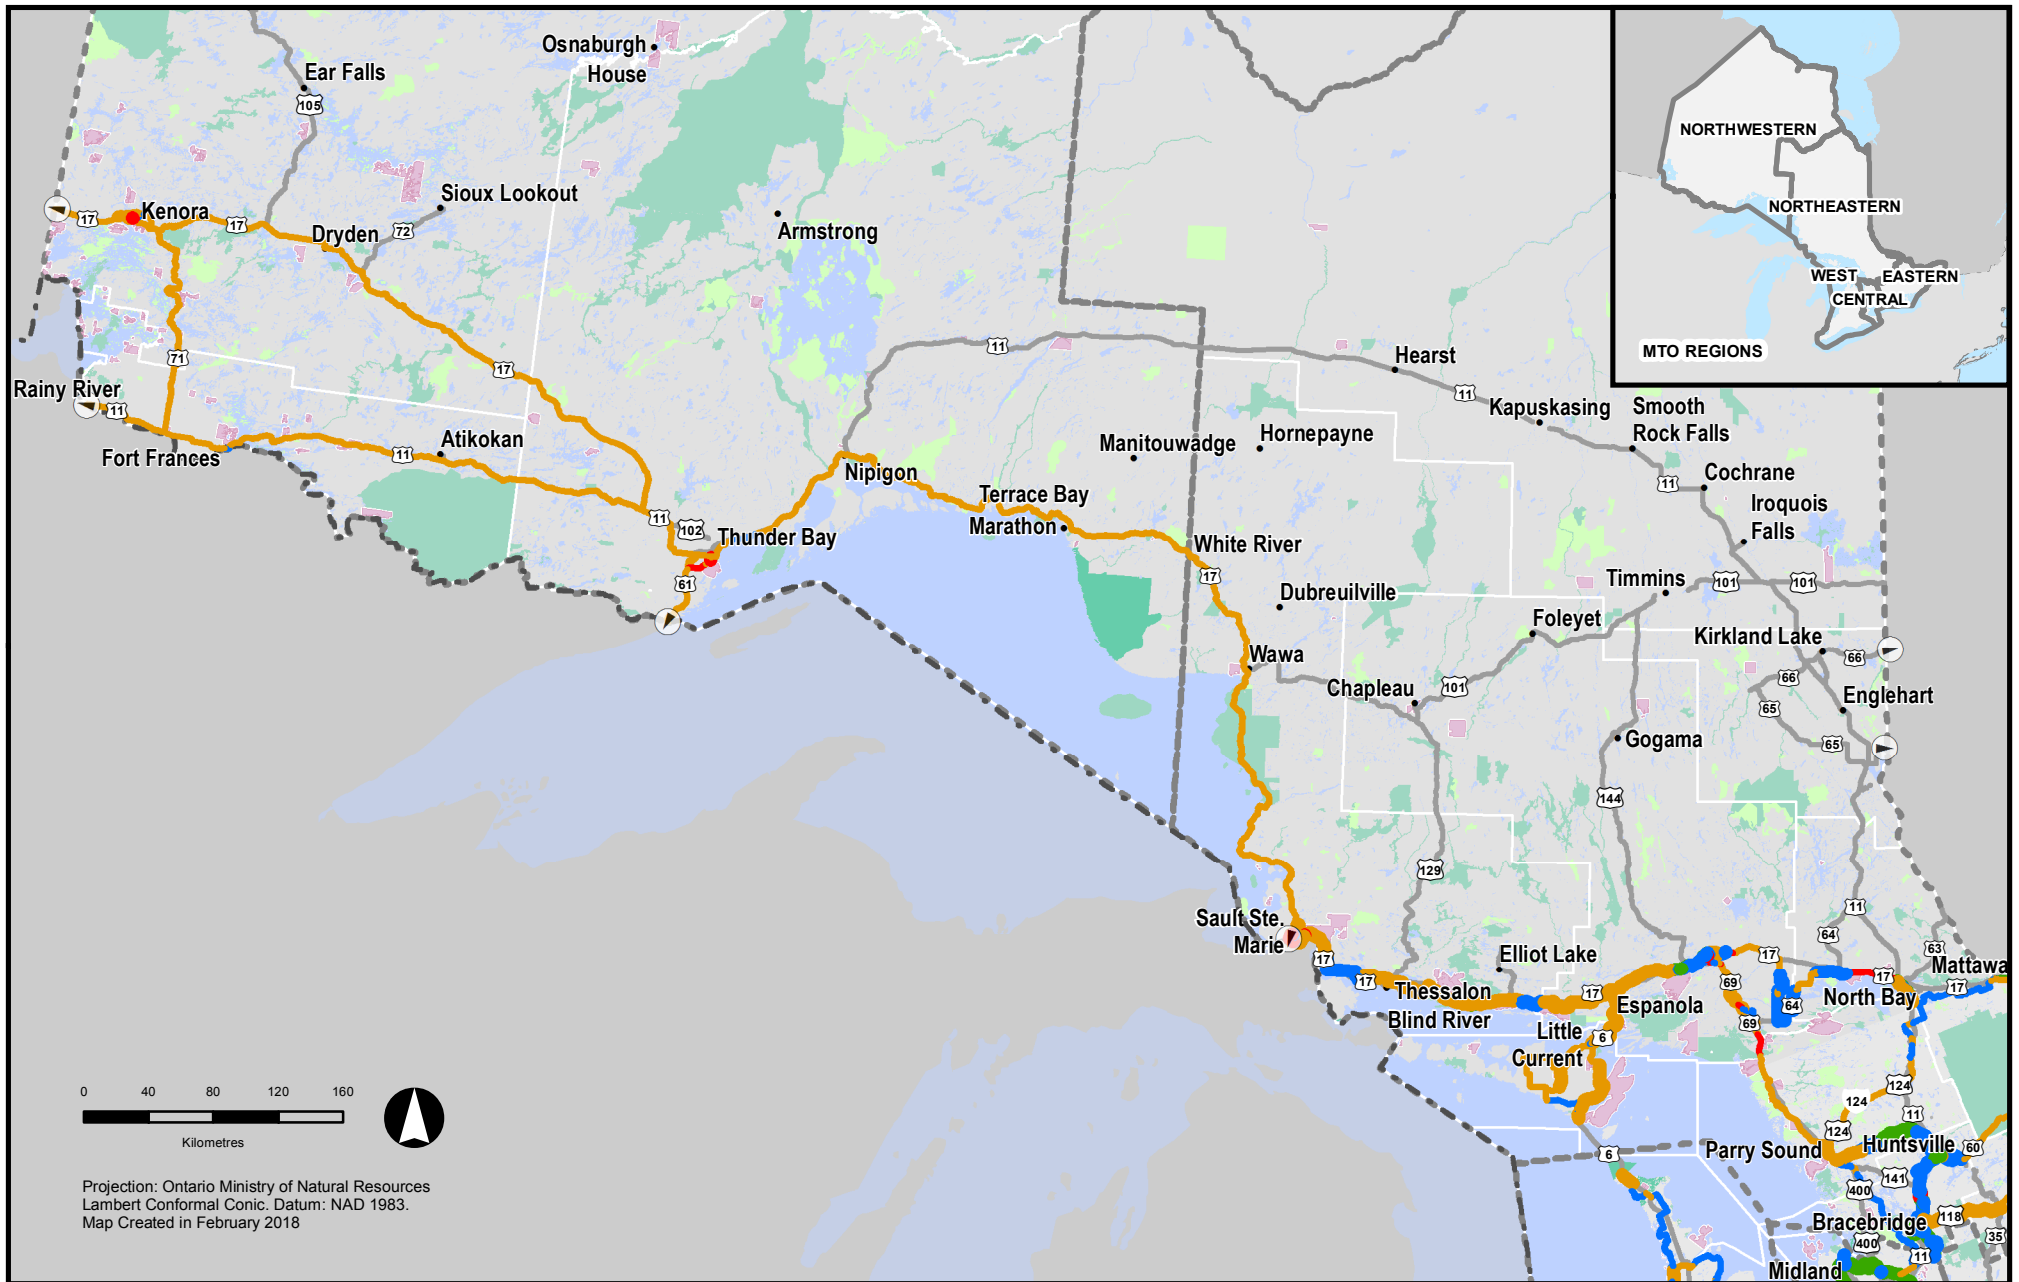 Osnaburgh
House
Ear Falls
105
Sioux Lookout
Kenora
17
17
Dryden
72
Armstrong
71
17
11
Rainy River
11
Fort Frances
11
Atikokan
Nipigon
Manitouwadge
Hornepayne
Hearst
11
Kapuskasing
Smooth
Rock Falls
Cochrane
11
Iroquois
Falls
Terrace Bay
Marathon
11
102
Thunder Bay
61
White River
17
Dubreuilville
Timmins
101
101
Foleyet
Kirkland Lake
66
66
Wawa
Chapleau
101
Englehart
65
65
Gogama
144
129
11
64
63
Sault Ste.
Marie
17
Elliot Lake
17
Mattawa
17
Thessalon
17
Espanola
69
64
North Bay
17
17
Blind River
Little
Current
6
69
124
124
11
124
6
Parry Sound
Huntsville
60
141
400
Bracebridge
118
35
400
11
Midland
NORTHWESTERN
NORTHEASTERN
WEST
EASTERN
CENTRAL
MTO REGIONS
0 40 80 120 160
Kilometres
Projection: Ontario Ministry of Natural Resources
Lambert Conformal Conic. Datum: NAD 1983.
Map Created in February 2018